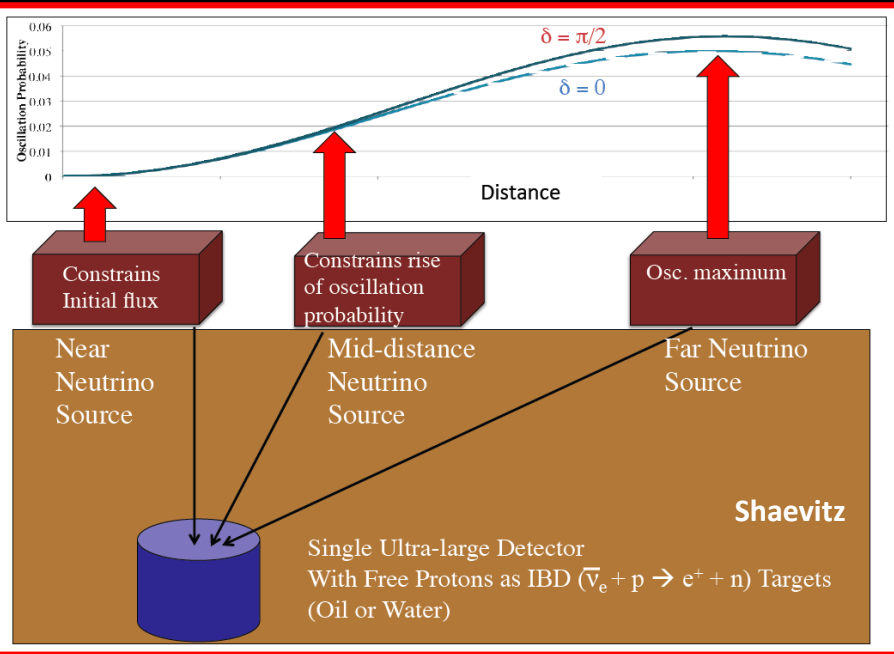 0.06
0.05
0.04
0.03
0.02
0.01
0
Oscillation Probability
δ = π/2
δ = 0
Distance
Constrains
Initial flux
Constrains rise
of oscillation
probability
Osc. maximum
Near
Neutrino
Source
Mid-distance
Neutrino
Source
Far Neutrino
Source
Shaevitz
Single Ultra-large Detector
With Free Protons as IBD (ν̅ₑ + p → e⁺ + n) Targets
(Oil or Water)